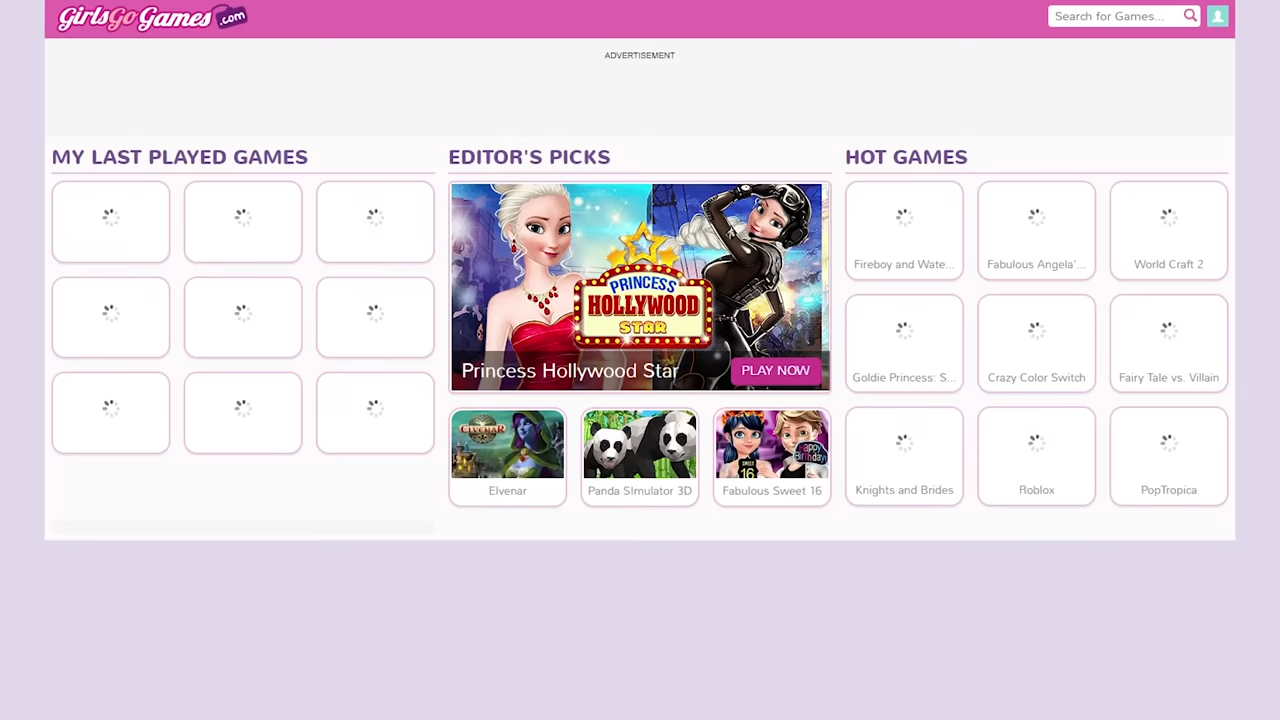 GirlsGoGames.com
Search for Games...
ADVERTISEMENT
MY LAST PLAYED GAMES
EDITOR'S PICKS
PRINCESS
HOLLYWOOD
STAR
Princess Hollywood Star
PLAY NOW
ELVENAR
SWEET
16
HAPPY
Birthday!
Elvenar
Panda SImulator 3D
Fabulous Sweet 16
HOT GAMES
Fireboy and Wate...
Fabulous Angela'...
World Craft 2
Goldie Princess: S...
Crazy Color Switch
Fairy Tale vs. Villain
Knights and Brides
Roblox
PopTropica